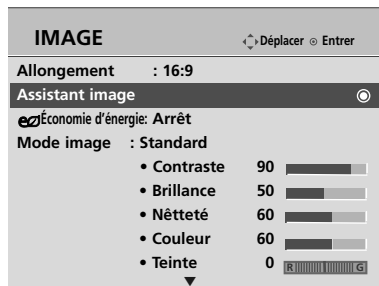 IMAGE Déplacer Entrer
Allongement : 16:9
Assistant image
eco Économie d'énergie: Arrêt
Mode image : Standard
• Contraste 90
• Brillance 50
• Nêtteté 60
• Couleur 60
• Teinte 0 R G